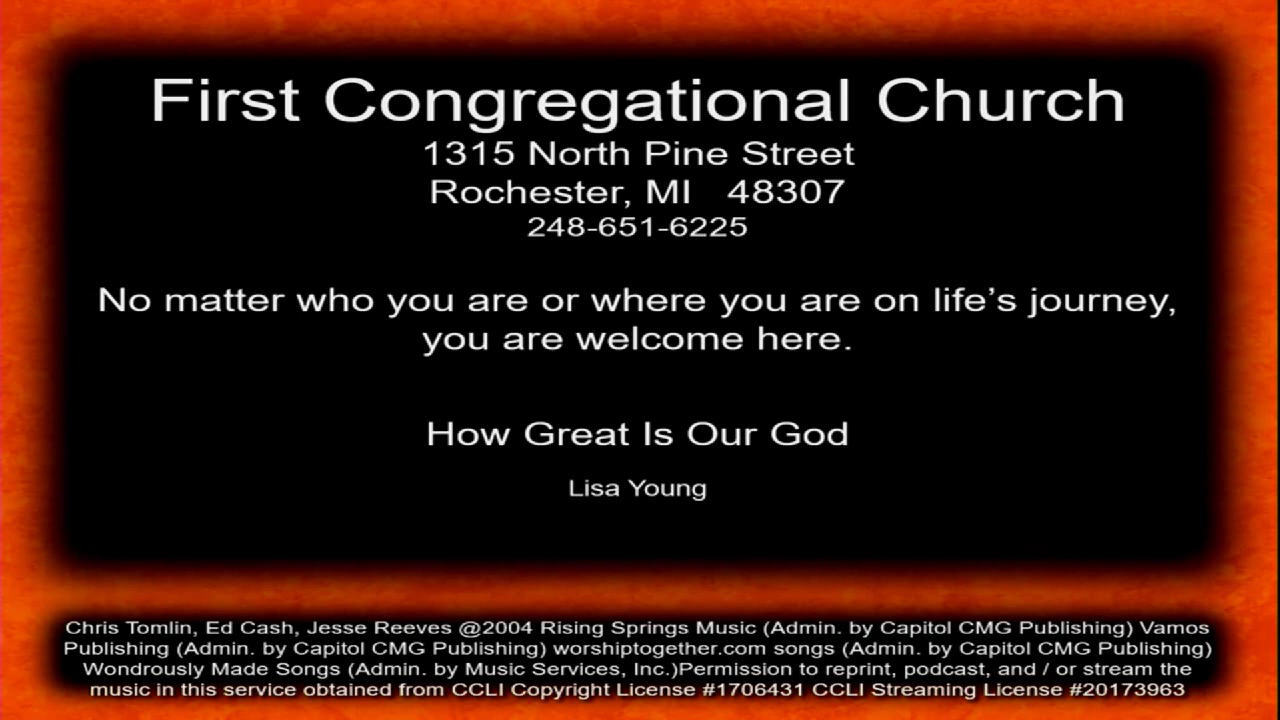 First Congregational Church
1315 North Pine Street
Rochester, MI 48307
248-651-6225
No matter who you are or where you are on life’s journey,
you are welcome here.
How Great Is Our God
Lisa Young
Chris Tomlin, Ed Cash, Jesse Reeves @2004 Rising Springs Music (Admin. by Capitol CMG Publishing) Vamos
Publishing (Admin. by Capitol CMG Publishing) worshiptogether.com songs (Admin. by Capitol CMG Publishing)
Wondrously Made Songs (Admin. by Music Services, Inc.)Permission to reprint, podcast, and / or stream the
music in this service obtained from CCLI Copyright License #1706431 CCLI Streaming License #20173963